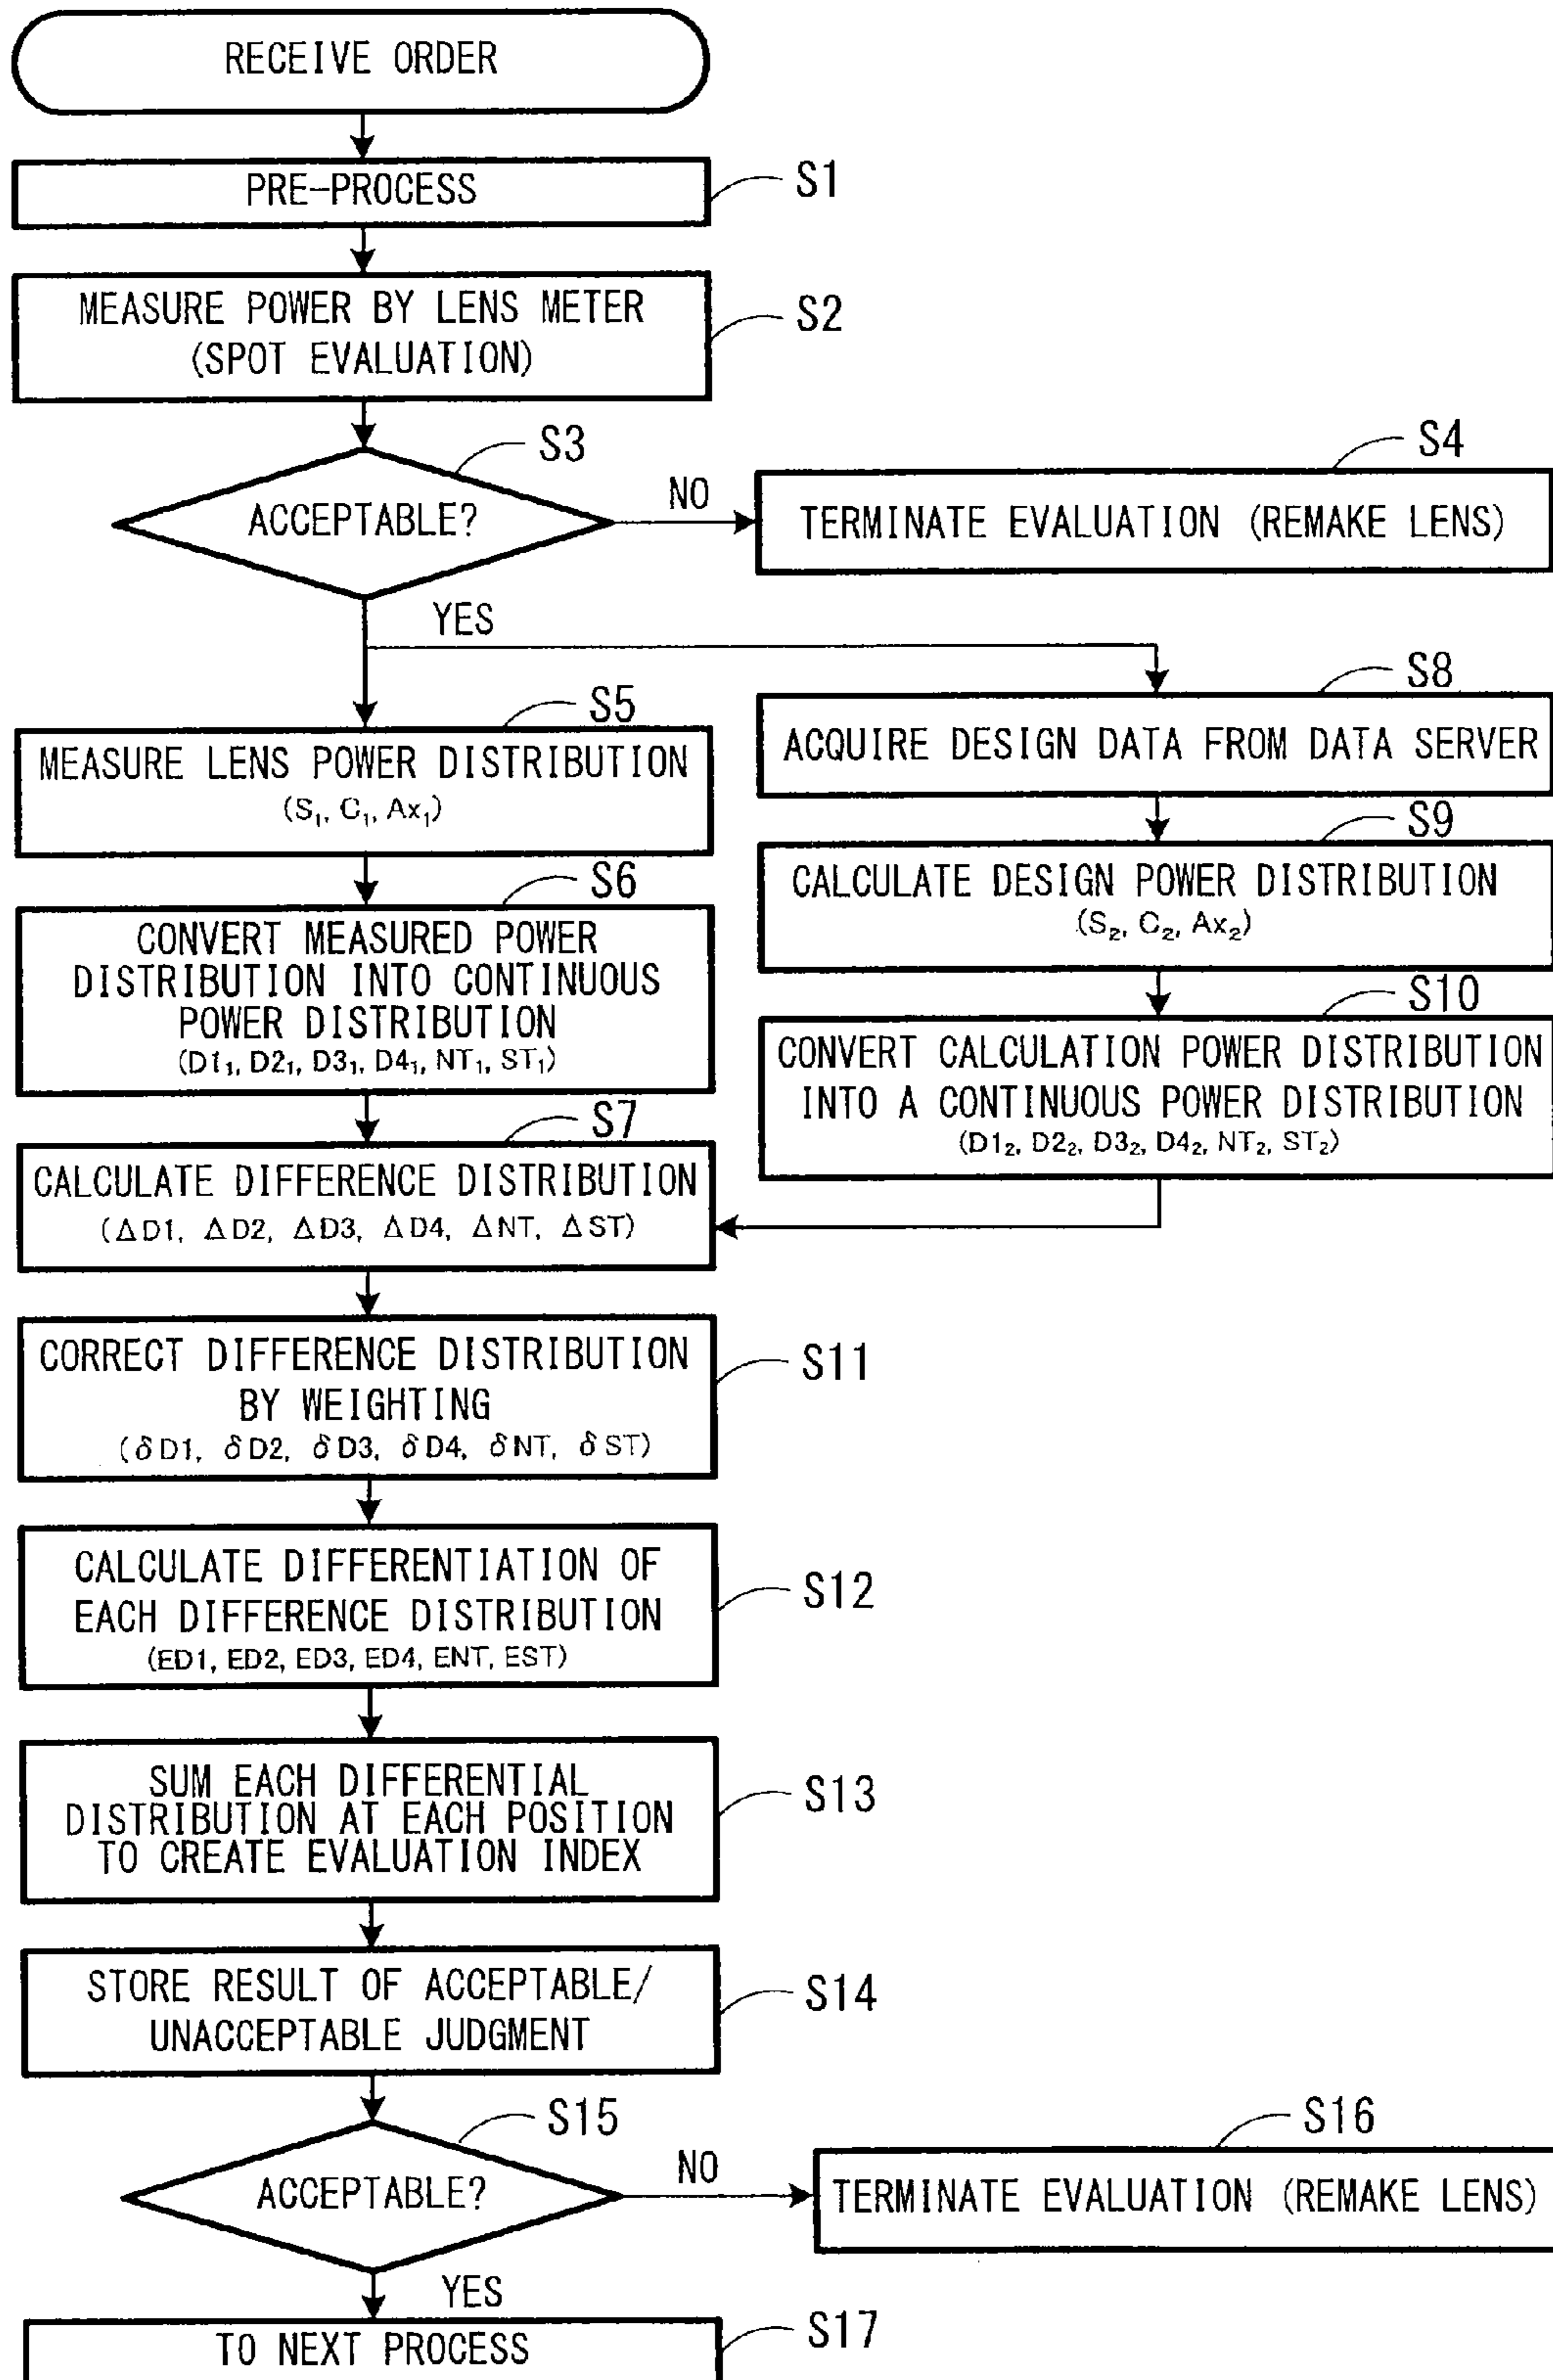 RECEIVE ORDER
PRE-PROCESS
S1
MEASURE POWER BY LENS METER
(SPOT EVALUATION)
S2
S3
ACCEPTABLE?
NO
S4
TERMINATE EVALUATION (REMAKE LENS)
YES
S5
MEASURE LENS POWER DISTRIBUTION
(S₁, C₁, Ax₁)
S6
CONVERT MEASURED POWER
DISTRIBUTION INTO CONTINUOUS
POWER DISTRIBUTION
(D1₁, D2₁, D3₁, D4₁, NT₁, ST₁)
S8
ACQUIRE DESIGN DATA FROM DATA SERVER
S9
CALCULATE DESIGN POWER DISTRIBUTION
(S₂, C₂, Ax₂)
S10
CONVERT CALCULATION POWER DISTRIBUTION
INTO A CONTINUOUS POWER DISTRIBUTION
(D1₂, D2₂, D3₂, D4₂, NT₂, ST₂)
S7
CALCULATE DIFFERENCE DISTRIBUTION
(ΔD1, ΔD2, ΔD3, ΔD4, ΔNT, ΔST)
CORRECT DIFFERENCE DISTRIBUTION
BY WEIGHTING
(δD1, δD2, δD3, δD4, δNT, δST)
S11
CALCULATE DIFFERENTIATION OF
EACH DIFFERENCE DISTRIBUTION
(ED1, ED2, ED3, ED4, ENT, EST)
S12
SUM EACH DIFFERENTIAL
DISTRIBUTION AT EACH POSITION
TO CREATE EVALUATION INDEX
S13
STORE RESULT OF ACCEPTABLE/
UNACCEPTABLE JUDGMENT
S14
S15
ACCEPTABLE?
NO
S16
TERMINATE EVALUATION (REMAKE LENS)
YES
TO NEXT PROCESS
S17